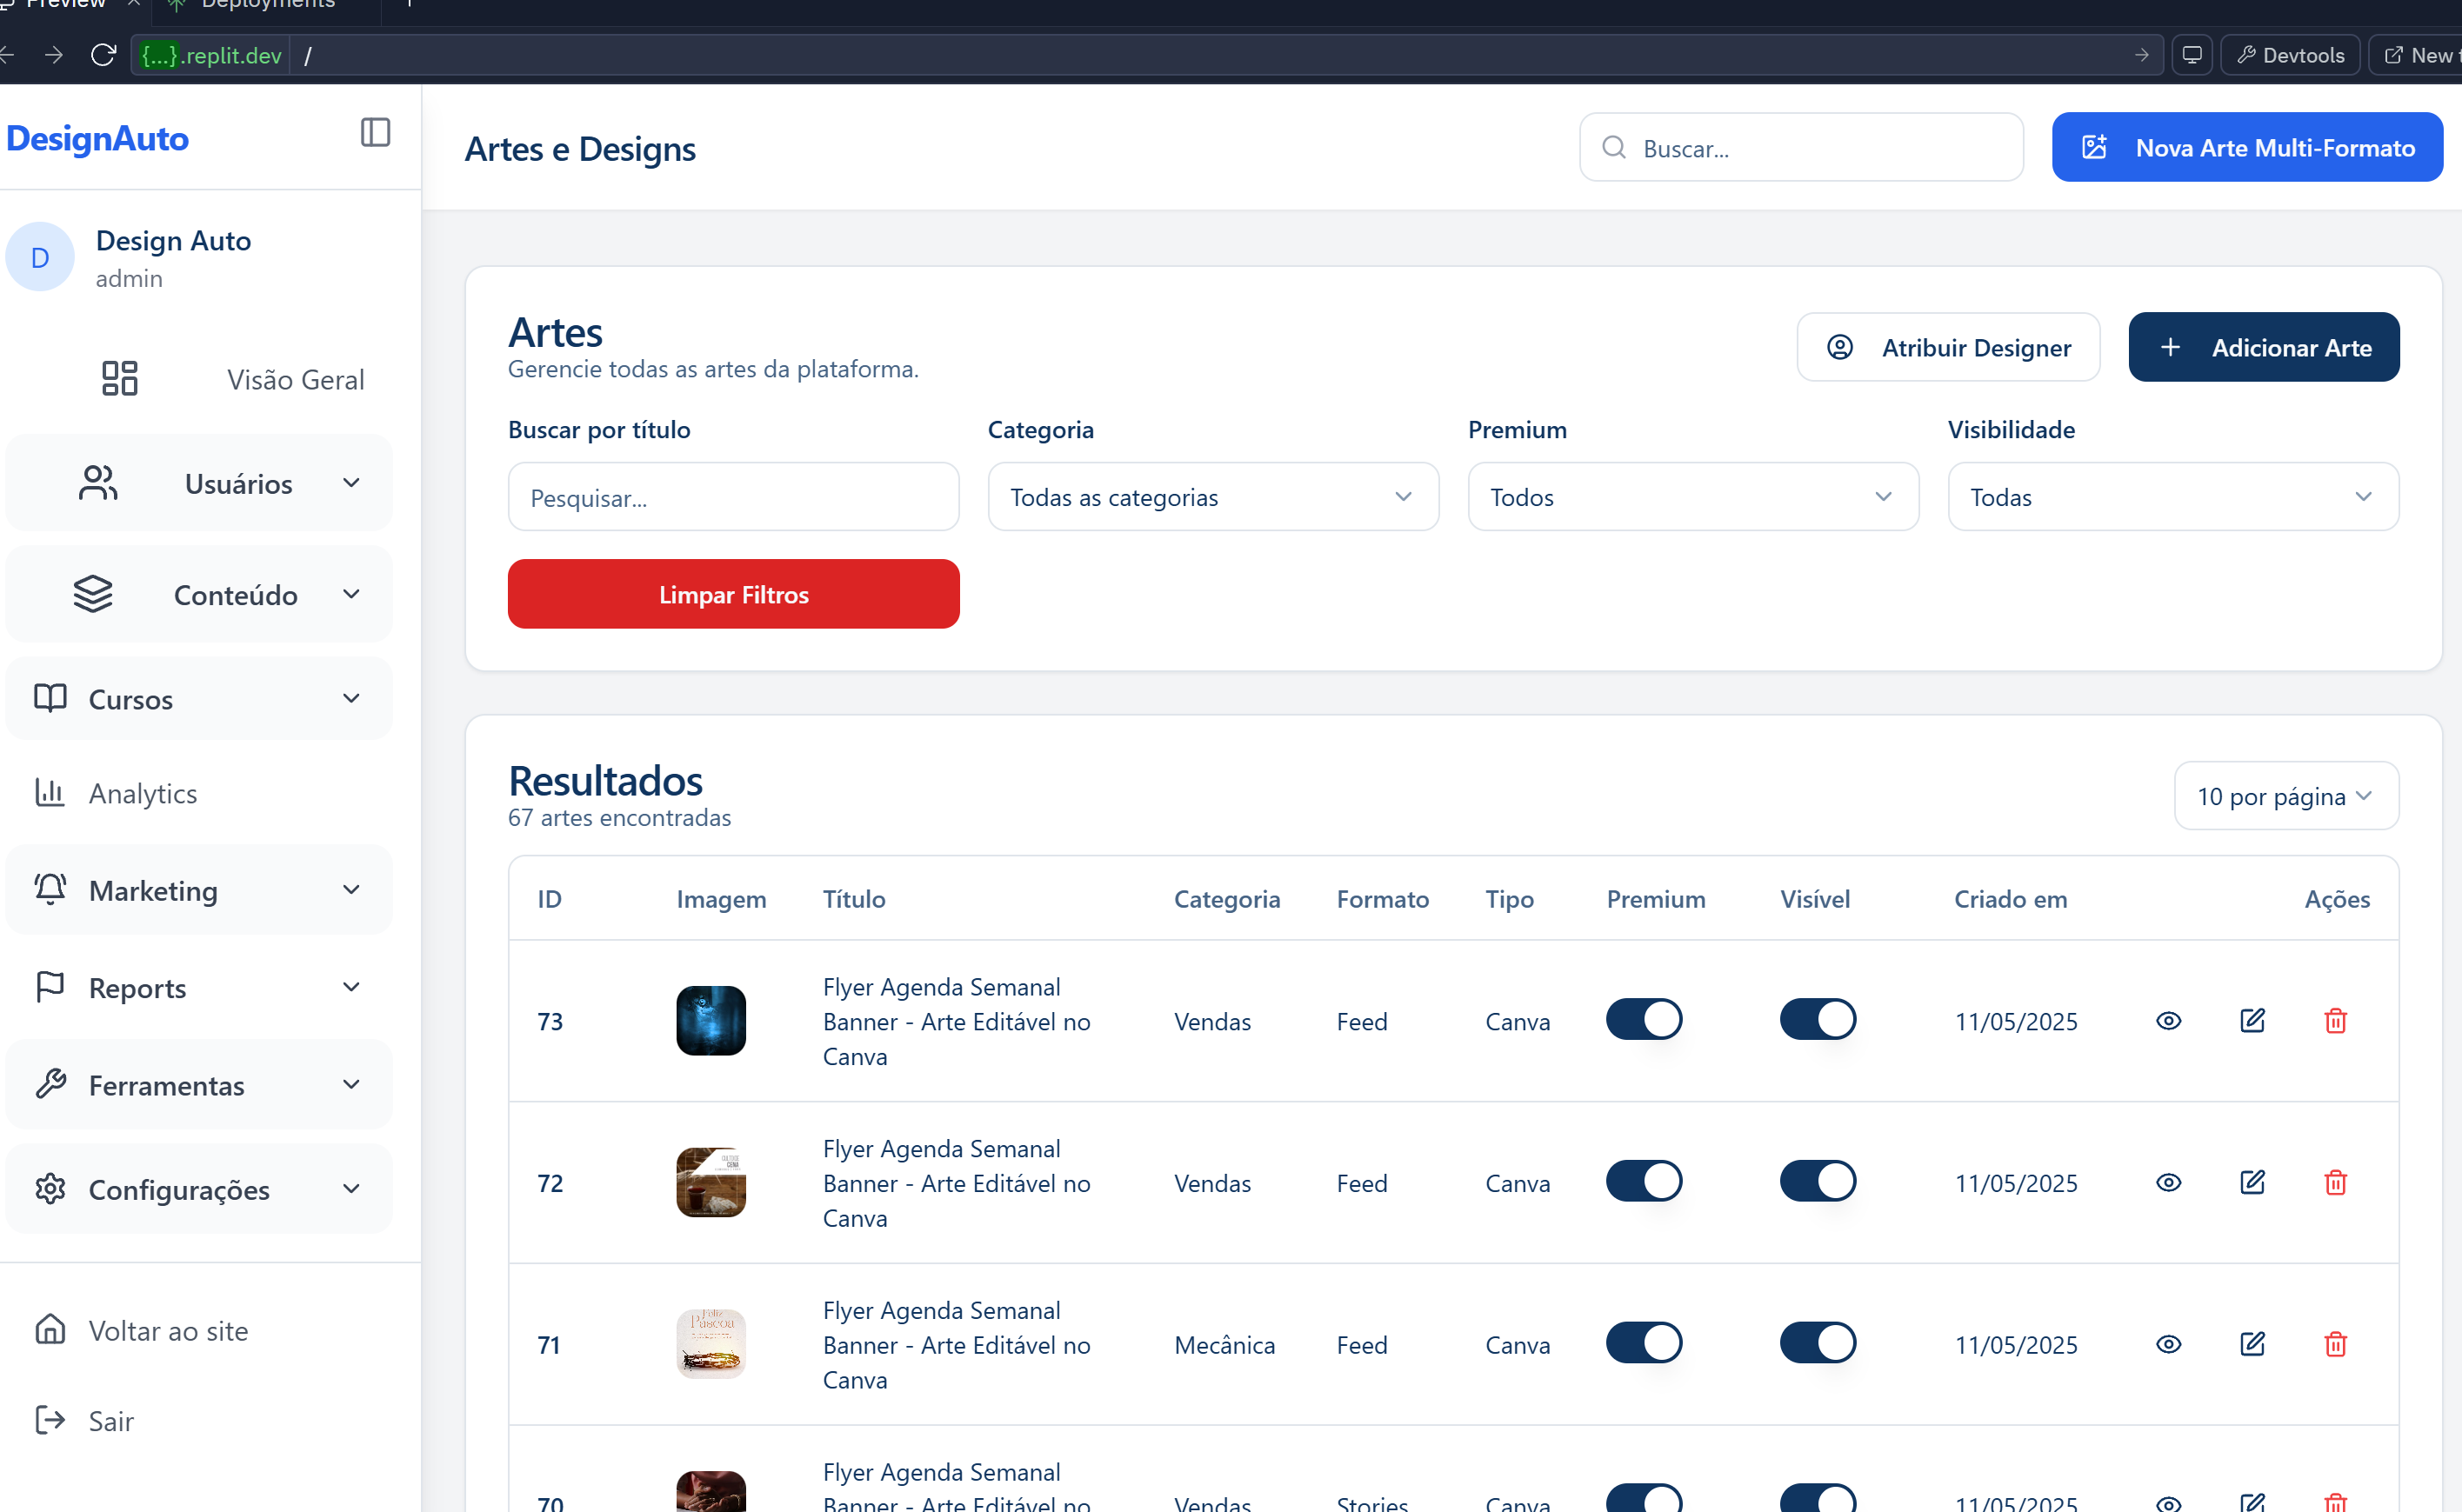 Preview
Deployments
{...}.replit.dev /
Devtools
New
DesignAuto
D
Design Auto
admin
Visão Geral
Usuários
Conteúdo
Cursos
Analytics
Marketing
Reports
Ferramentas
Configurações
Voltar ao site
Sair
Artes e Designs
Buscar...
Nova Arte Multi-Formato
Artes
Gerencie todas as artes da plataforma.
Atribuir Designer
Adicionar Arte
Buscar por título
Categoria
Premium
Visibilidade
Pesquisar...
Todas as categorias
Todos
Todas
Limpar Filtros
Resultados
67 artes encontradas
10 por página
ID Imagem Título Categoria Formato Tipo Premium Visível Criado em Ações
Flyer Agenda Semanal
73 Banner - Arte Editável no Vendas Feed Canva 11/05/2025
Canva
Flyer Agenda Semanal
72 Banner - Arte Editável no Vendas Feed Canva 11/05/2025
Canva
Flyer Agenda Semanal
71 Banner - Arte Editável no Mecânica Feed Canva 11/05/2025
Canva
Flyer Agenda Semanal
70 Banner - Arte Editável no Vendas Stories Canva 11/05/2025